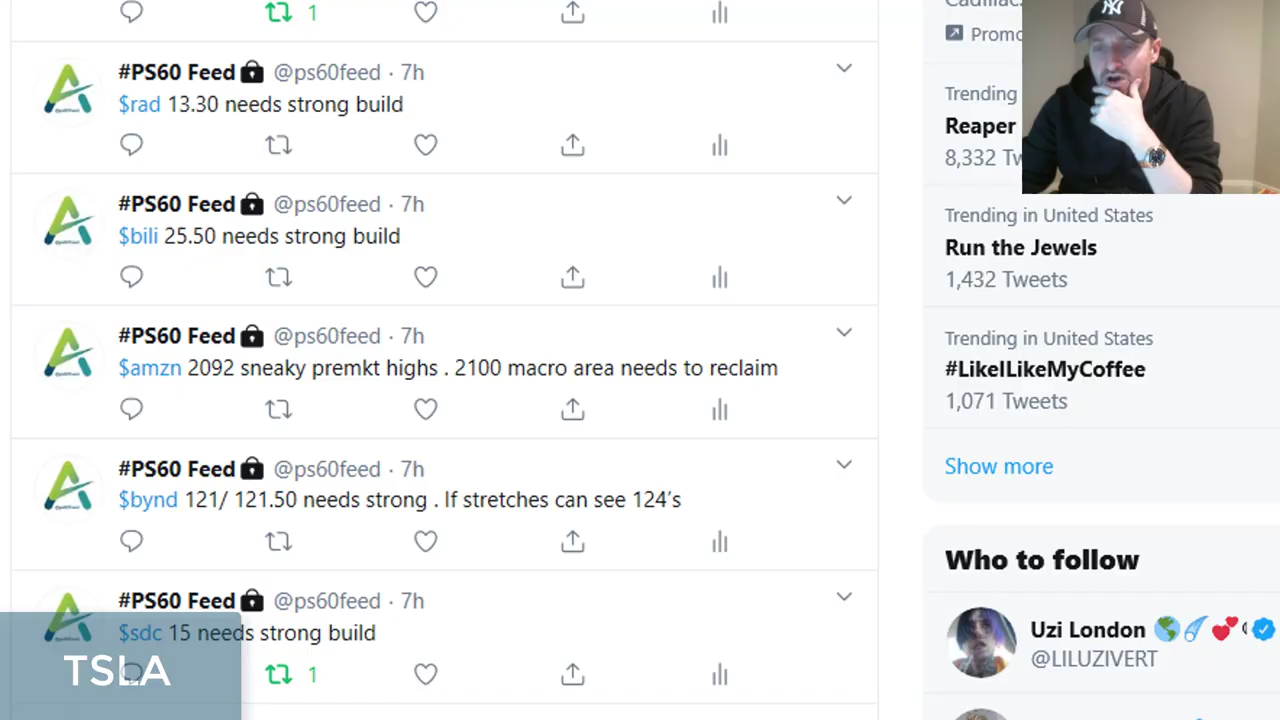 1
#PS60 Feed @ps60feed · 7h
$rad 13.30 needs strong build
#PS60 Feed @ps60feed · 7h
$bili 25.50 needs strong build
#PS60 Feed @ps60feed · 7h
$amzn 2092 sneaky premkt highs . 2100 macro area needs to reclaim
#PS60 Feed @ps60feed · 7h
$bynd 121/ 121.50 needs strong . If stretches can see 124's
#PS60 Feed @ps60feed · 7h
$sdc 15 needs strong build
1
TSLA
Cadillac.
Promo
Trending
Reaper
8,332 Tw
Trending in United States
Run the Jewels
1,432 Tweets
Trending in United States
#LikeILikeMyCoffee
1,071 Tweets
Show more
Who to follow
Uzi London
@LILUZIVERT